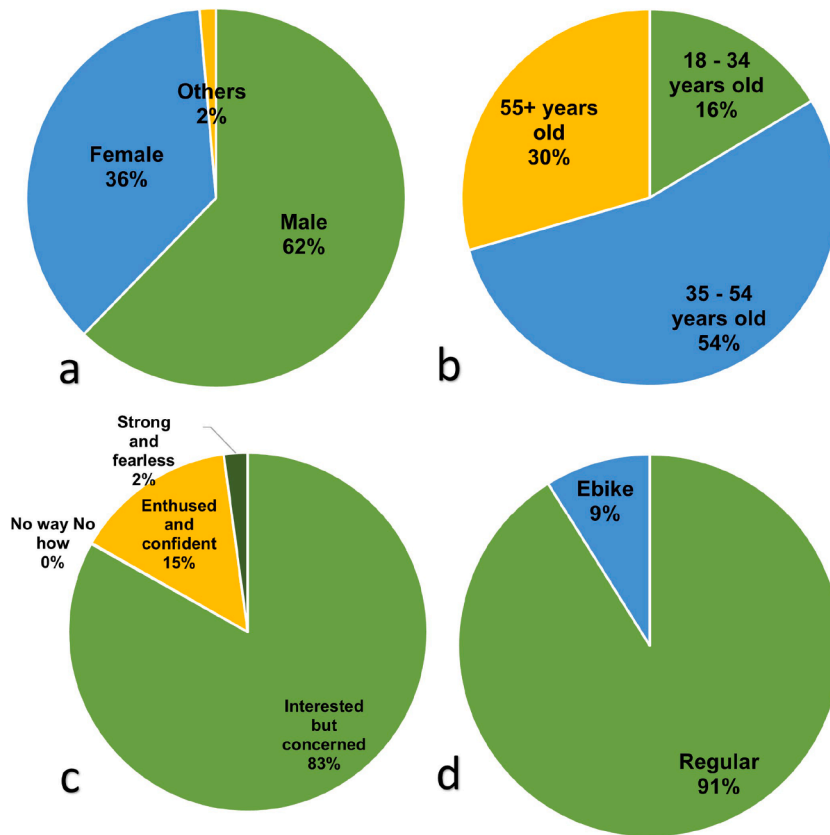 Others
2%
Female
36%
Male
62%
a
18 - 34
years old
16%
55+ years
old
30%
35 - 54
years old
54%
b
Strong
and
fearless
2%
No way No
how
0%
Enthused
and
confident
15%
Interested
but
concerned
83%
c
Ebike
9%
Regular
91%
d